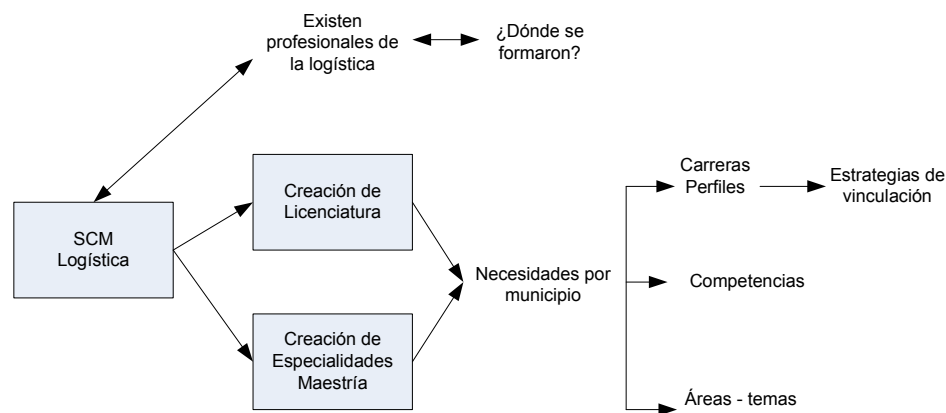 Existen
profesionales de
la logística
¿Dónde se
formaron?
SCM
Logística
Creación de
Licenciatura
Creación de
Especialidades
Maestría
Necesidades por
municipio
Carreras
Perfiles
Estrategias de
vinculación
Competencias
Áreas - temas